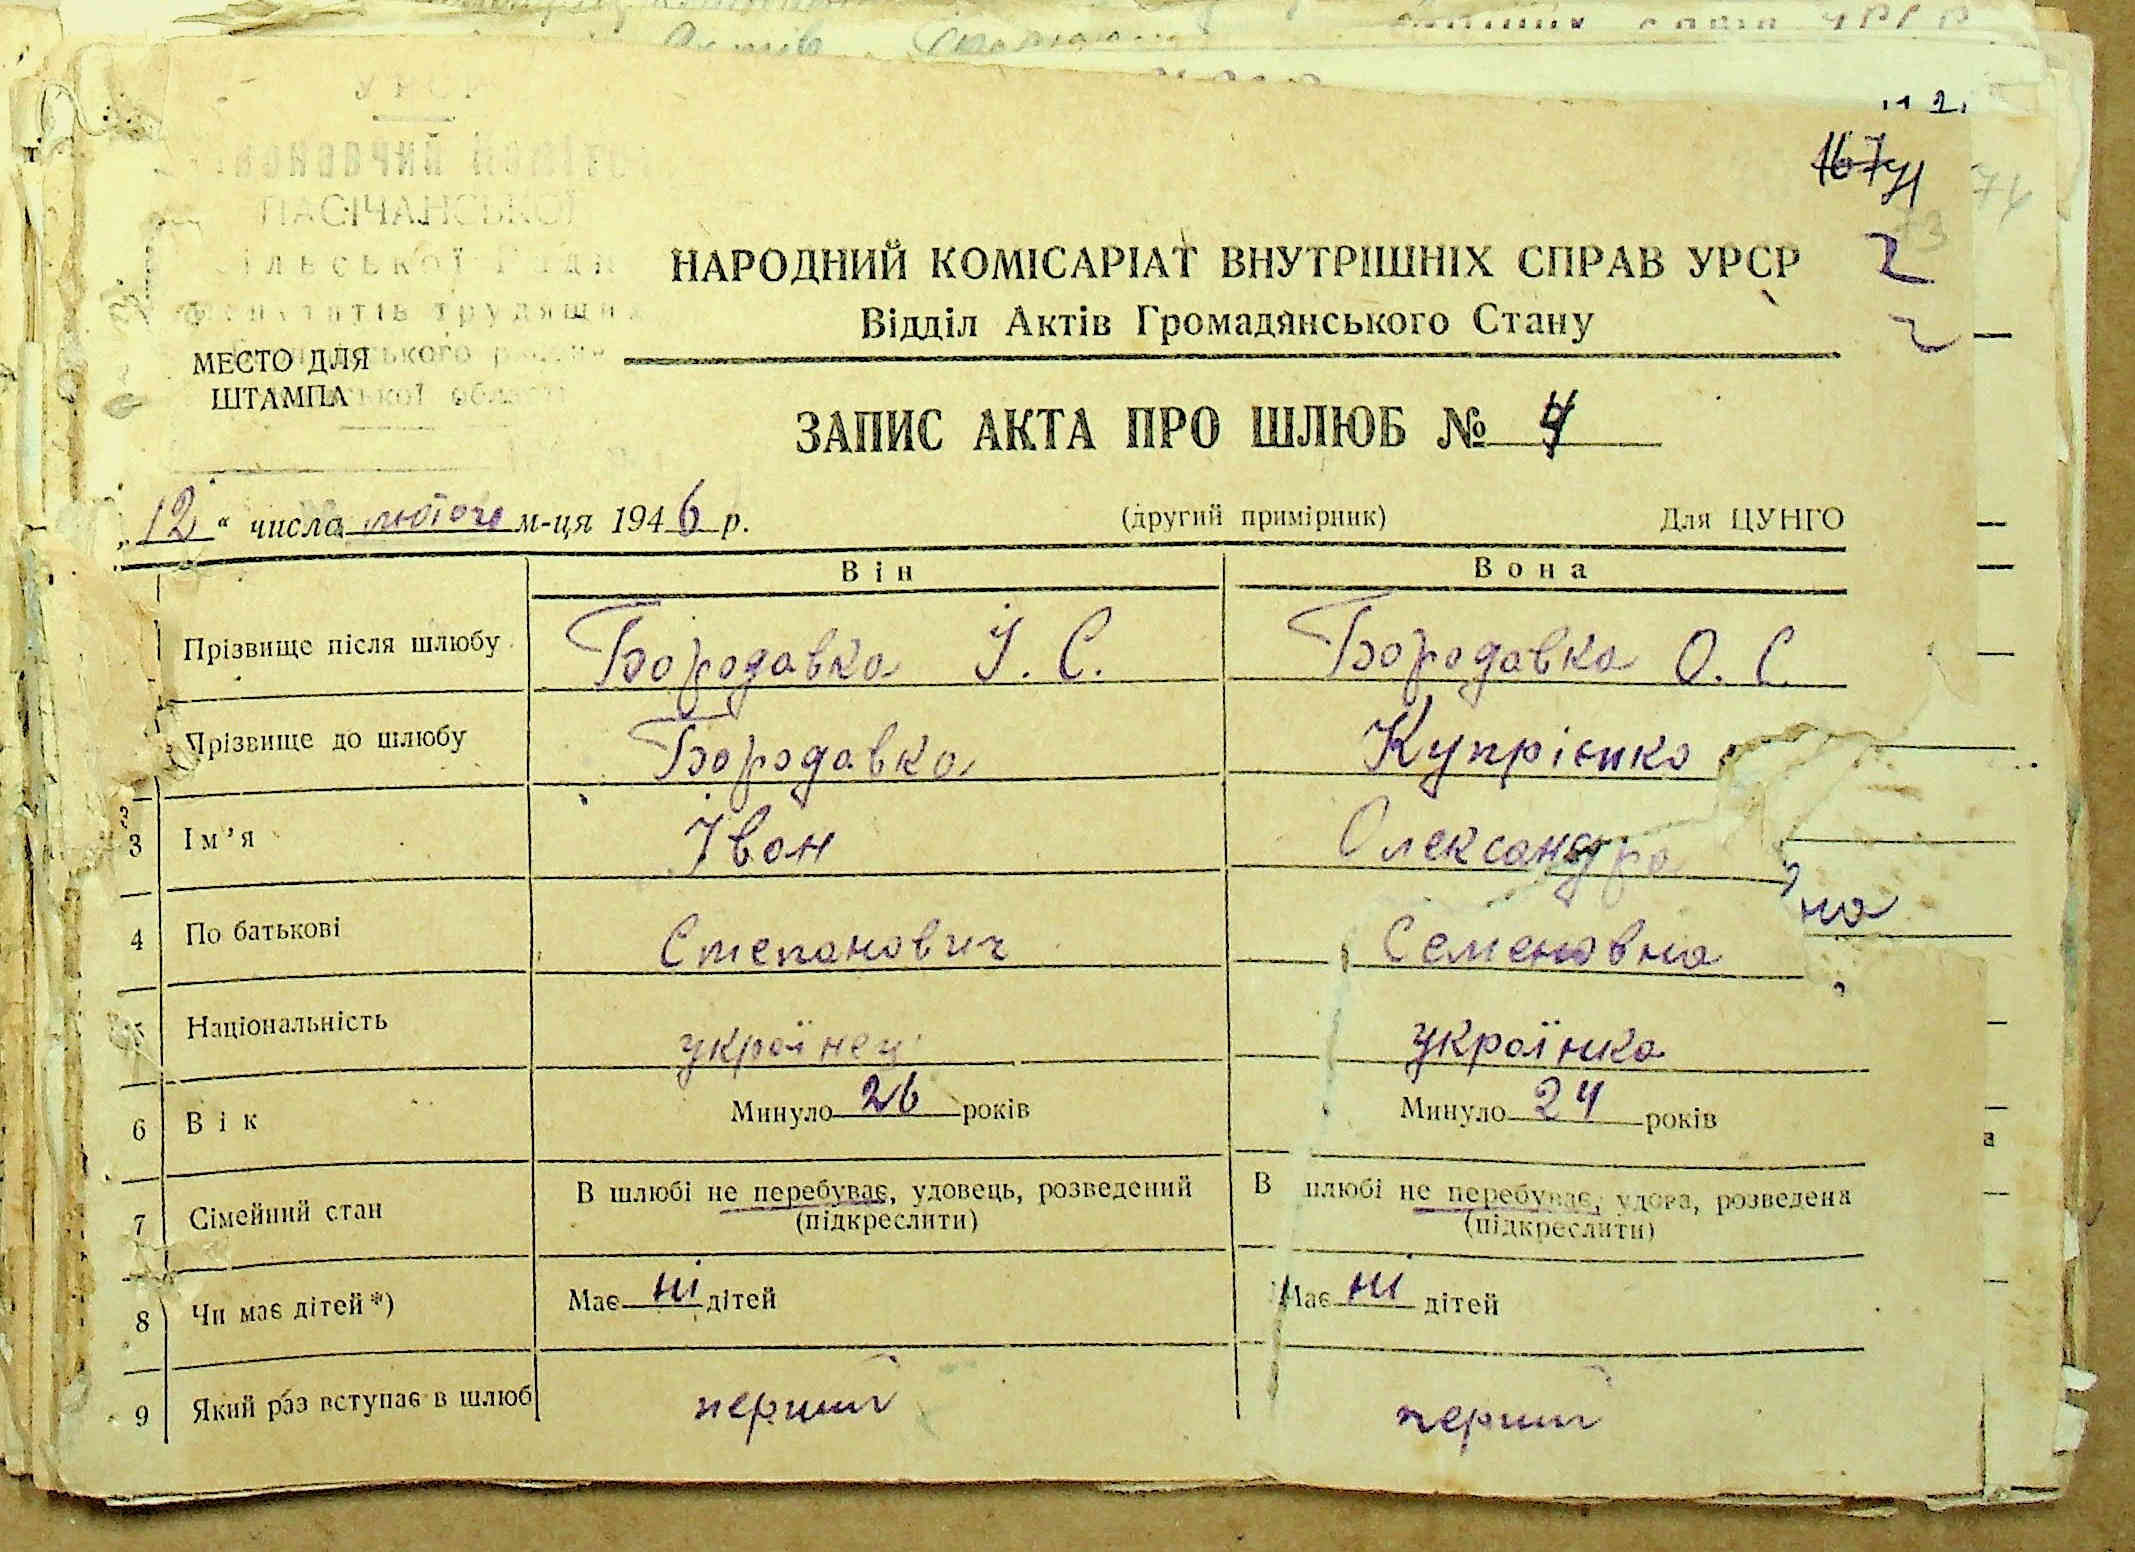 ПАСІЧАНСЬКОЇ
НАРОДНИЙ КОМІСАРІАТ ВНУТРІШНІХ СПРАВ УРСР
Відділ Актів Громадянського Стану
МЕСТО ДЛЯ
ШТАМПА
ЗАПИС АКТА ПРО ШЛЮБ № 4
„12“ числа лютого м-ця 1946 р. (другий примірник) Для ЦУНГО
Він Вона
Прізвище після шлюбу Бородавка І. С. Бородавка О. С.
Прізвище до шлюбу Бородавка Купрієнко
3 Ім’я Іван Олександра
4 По батькові Степанович Семеновна
на
5 Національність українец українка
6 Вік Минуло 26 років Минуло 24 років
7 Сімейний стан В шлюбі не перебуває, удовець, розведений В шлюбі не перебуває, удова, розведена
(підкреслити) (підкреслити)
8 Чи має дітей *) Має ні дітей Має ні дітей
9 Який раз вступає в шлюб перший перший